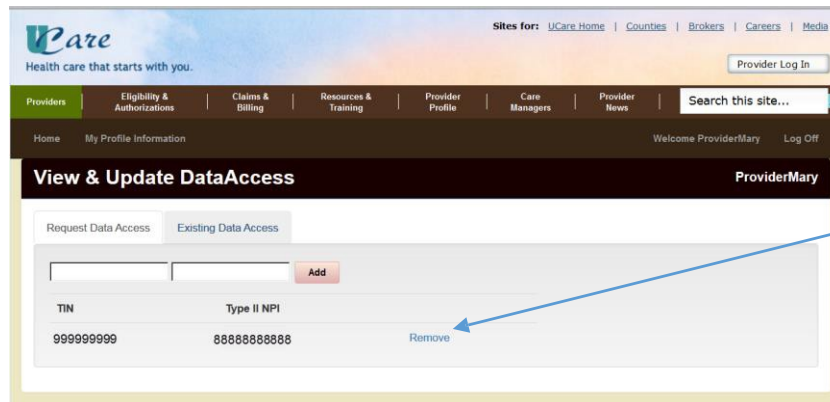 UCare
Health care that starts with you.
Sites for: UCare Home | Counties | Brokers | Careers | Media
Provider Log In
Providers | Eligibility & Authorizations | Claims & Billing | Resources & Training | Provider Profile | Care Managers | Provider News | Search this site...
Home My Profile Information Welcome ProviderMary Log Off
View & Update DataAccess ProviderMary
Request Data Access Existing Data Access
Add
TIN Type II NPI
999999999 88888888888 Remove